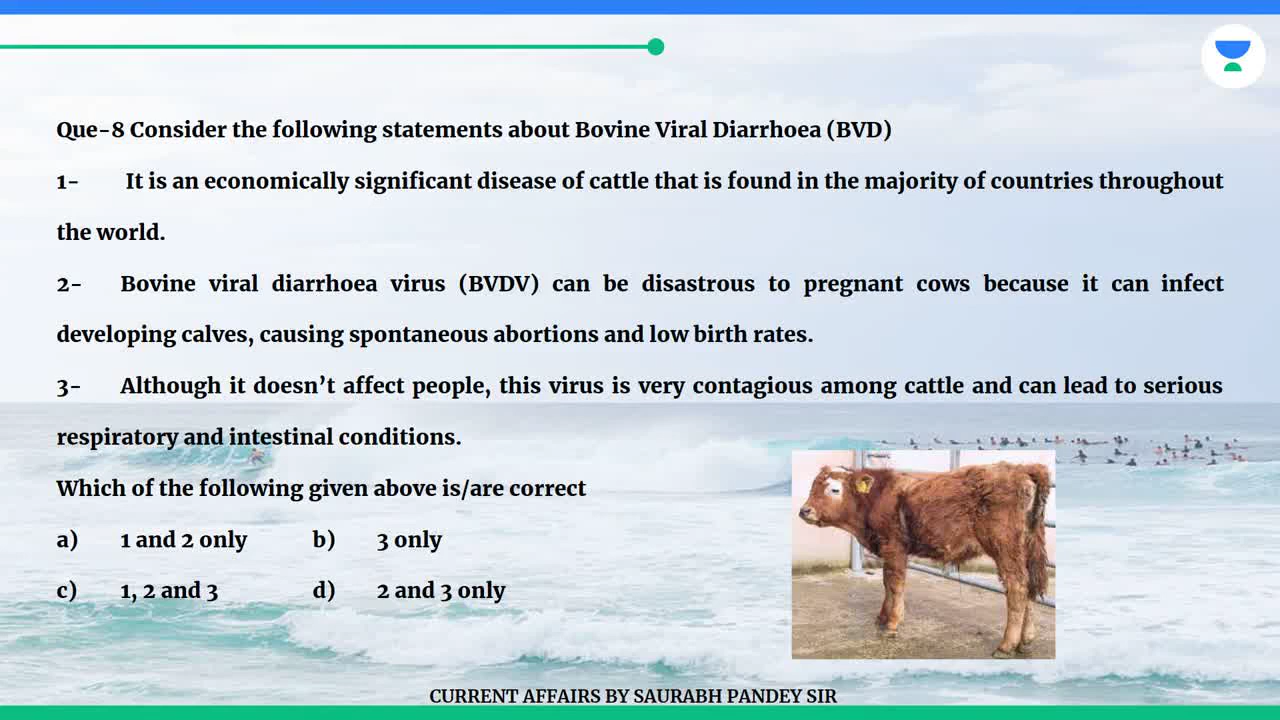 Que-8 Consider the following statements about Bovine Viral Diarrhoea (BVD)
1- It is an economically significant disease of cattle that is found in the majority of countries throughout
the world.
2- Bovine viral diarrhoea virus (BVDV) can be disastrous to pregnant cows because it can infect
developing calves, causing spontaneous abortions and low birth rates.
3- Although it doesn’t affect people, this virus is very contagious among cattle and can lead to serious
respiratory and intestinal conditions.
Which of the following given above is/are correct
a) 1 and 2 only b) 3 only
c) 1, 2 and 3 d) 2 and 3 only
CURRENT AFFAIRS BY SAURABH PANDEY SIR